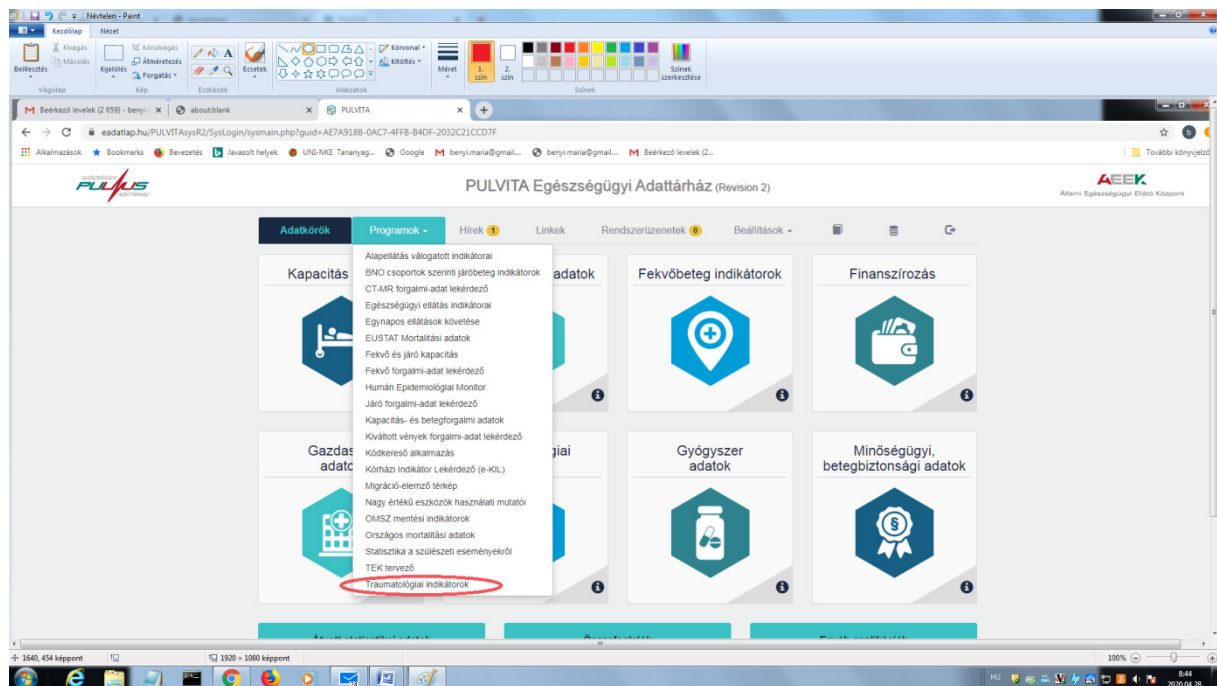 Névtelen - Paint
Kezdőlap Nézet
Beillesztés
Kivágás
Másolás
Vágólap
Kijelölés
Körülvágás
Átméretezés
Forgatás
Kép
Eszközök
Ecsetek
Körvonal
Kitöltés
Alakzatok
Méret
1. szín
2. szín
Színek szerkesztése
Színek
Beérkező levelek (2 659) - benyi
about:blank
PULVITA
eadatlap.hu/PULVITAsysR2/SysLogin/sysmain.php?guid=AE7A918B-0AC7-4FFB-84DF-2032C21CCD7F
Alkalmazások Bookmarks Bevezetés Javasolt helyek UNI-NKE Tananyag... Google benyi.maria@gmail... benyi.maria@gmail... Beérkező levelek (2... További könyvjelző
PULVUS
PULVITA Egészségügyi Adattárház (Revision 2)
AEEK
Állami Egészségügyi Ellátó Központ
Adatkörök Programok Hírek 1 Linkek Rendszerüzenetek 0 Beállítások
Alapellátás válogatott indikátorai
BNO csoportok szerinti járóbeteg indikátorok
CT-MR forgalmi-adat lekérdező
Egészségügyi ellátás indikátorai
Egynapos ellátások követése
EUSTAT Mortalitási adatok
Fekvő és járó kapacitás
Fekvő forgalmi-adat lekérdező
Humán Epidemiológiai Monitor
Járó forgalmi-adat lekérdező
Kapacitás- és betegforgalmi adatok
Kiváltott vények forgalmi-adat lekérdező
Kódkereső alkalmazás
Kórházi Indikátor Lekérdező (e-KIL)
Migráció-elemző térkép
Nagy értékű eszközök használati mutatói
OMSZ mentési indikátorok
Országos mortalitási adatok
Statisztika a szülészeti eseményekről
TEK tervező
Traumatológiai indikátorok
Kapacitás
adatok
Fekvőbeteg indikátorok
Finanszírozás
Gazdas
adato
giai
Gyógyszer
adatok
Minőségügyi,
betegbiztonsági adatok
1640, 454 képpont 1920 × 1080 képpont 100%
HU 8:44
2020.04.28.